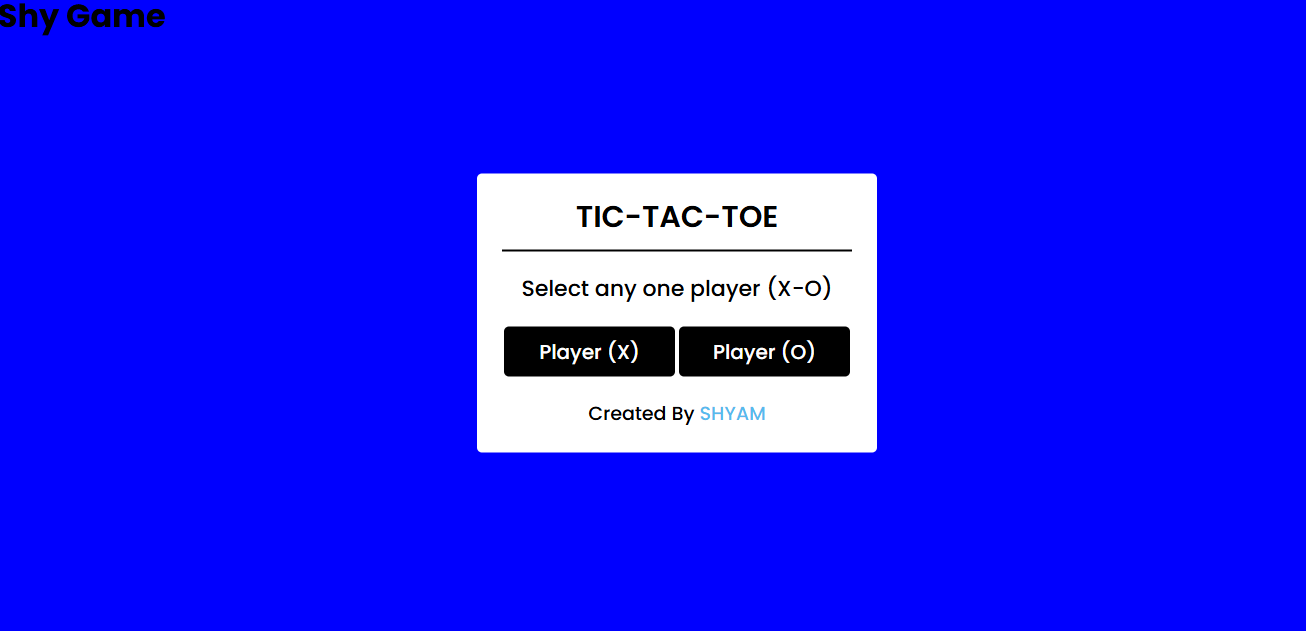 Shy Game
TIC-TAC-TOE
Select any one player (X-O)
Player (X) Player (O)
Created By SHYAM